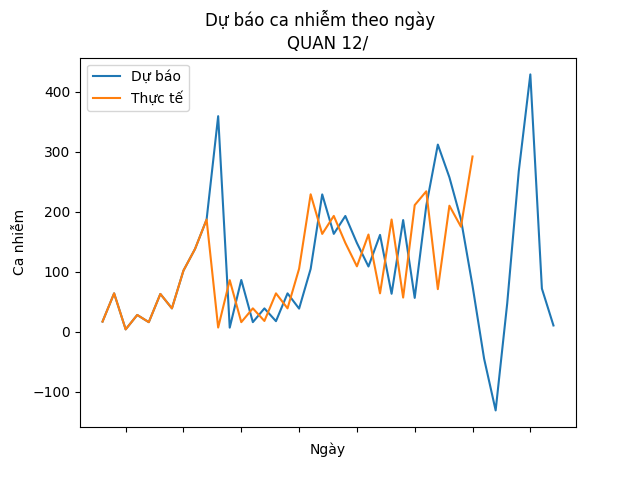 Dự báo ca nhiễm theo ngày
QUAN 12/
Dự báo
Thực tế
400
300
200
100
0
−100
Ca nhiễm
Ngày